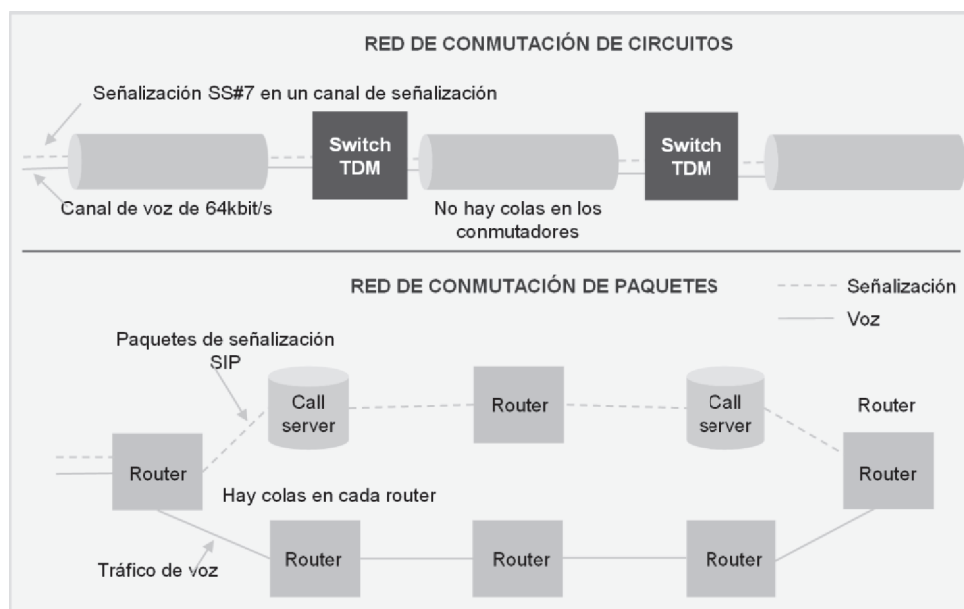 RED DE CONMUTACIÓN DE CIRCUITOS
Señalización SS#7 en un canal de señalización
Switch
TDM
Switch
TDM
Canal de voz de 64kbit/s
No hay colas en los
conmutadores
RED DE CONMUTACIÓN DE PAQUETES
Señalización
Voz
Paquetes de señalización
SIP
Call
server
Router
Call
server
Router
Router
Router
Hay colas en cada router
Router
Router
Router
Tráfico de voz